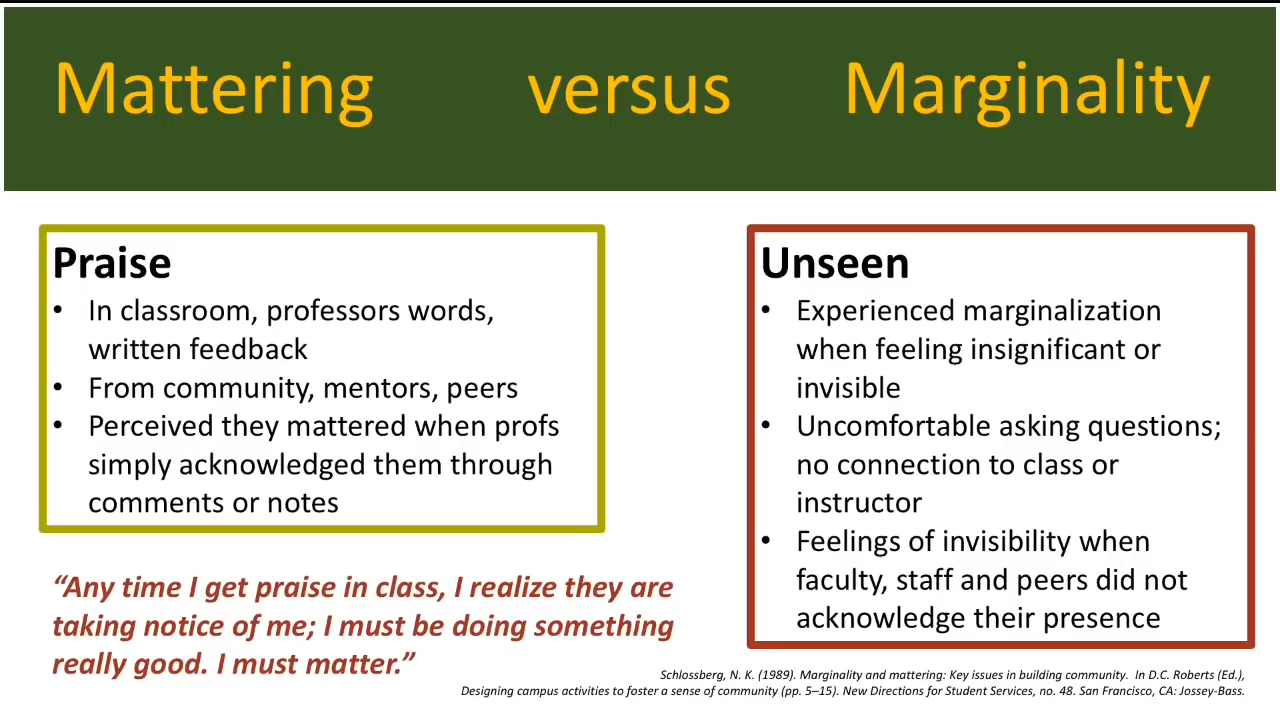 Mattering versus Marginality
Praise
• In classroom, professors words,
written feedback
• From community, mentors, peers
• Perceived they mattered when profs
simply acknowledged them through
comments or notes
“Any time I get praise in class, I realize they are
taking notice of me; I must be doing something
really good. I must matter.”
Unseen
• Experienced marginalization
when feeling insignificant or
invisible
• Uncomfortable asking questions;
no connection to class or
instructor
• Feelings of invisibility when
faculty, staff and peers did not
acknowledge their presence
Schlossberg, N. K. (1989). Marginality and mattering: Key issues in building community. In D.C. Roberts (Ed.),
Designing campus activities to foster a sense of community (pp. 5–15). New Directions for Student Services, no. 48. San Francisco, CA: Jossey-Bass.